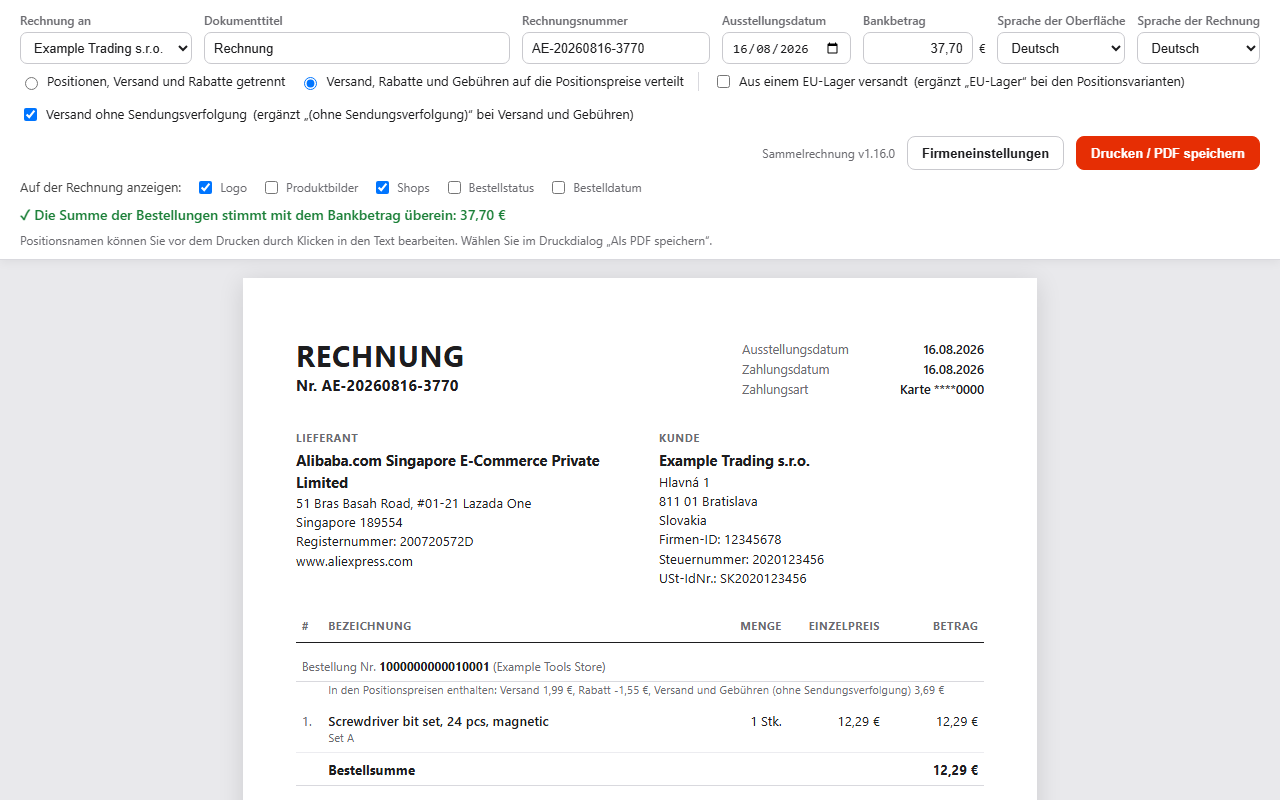 Rechnung an Dokumenttitel Rechnungsnummer Ausstellungsdatum Bankbetrag Sprache der Oberfläche Sprache der Rechnung
Example Trading s.r.o. Rechnung AE-20260816-3770 16/08/2026 37,70 € Deutsch Deutsch
Positionen, Versand und Rabatte getrennt Versand, Rabatte und Gebühren auf die Positionspreise verteilt Aus einem EU-Lager versandt (ergänzt „EU-Lager“ bei den Positionsvarianten)
Versand ohne Sendungsverfolgung (ergänzt „(ohne Sendungsverfolgung)“ bei Versand und Gebühren)
Sammelrechnung v1.16.0 Firmeneinstellungen Drucken / PDF speichern
Auf der Rechnung anzeigen: Logo Produktbilder Shops Bestellstatus Bestelldatum
✓ Die Summe der Bestellungen stimmt mit dem Bankbetrag überein: 37,70 €
Positionsnamen können Sie vor dem Drucken durch Klicken in den Text bearbeiten. Wählen Sie im Druckdialog „Als PDF speichern“.
RECHNUNG
Nr. AE-20260816-3770
Ausstellungsdatum 16.08.2026
Zahlungsdatum 16.08.2026
Zahlungsart Karte ****0000
LIEFERANT
Alibaba.com Singapore E-Commerce Private
Limited
51 Bras Basah Road, #01-21 Lazada One
Singapore 189554
Registernummer: 200720572D
www.aliexpress.com
KUNDE
Example Trading s.r.o.
Hlavná 1
811 01 Bratislava
Slovakia
Firmen-ID: 12345678
Steuernummer: 2020123456
USt-IdNr.: SK2020123456
# BEZEICHNUNG MENGE EINZELPREIS BETRAG
Bestellung Nr. 1000000000010001 (Example Tools Store)
In den Positionspreisen enthalten: Versand 1,99 €, Rabatt -1,55 €, Versand und Gebühren (ohne Sendungsverfolgung) 3,69 €
1. Screwdriver bit set, 24 pcs, magnetic 1 Stk. 12,29 € 12,29 €
Set A
Bestellsumme 12,29 €